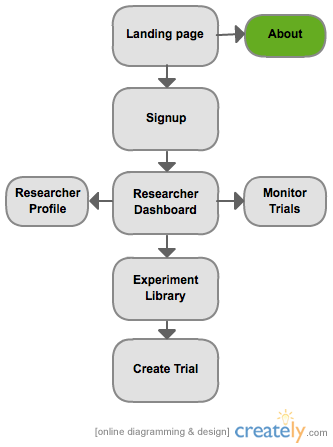 Landing page
About
Signup
Researcher
Profile
Researcher
Dashboard
Monitor
Trials
Experiment
Library
Create Trial
[online diagramming & design] creately.com